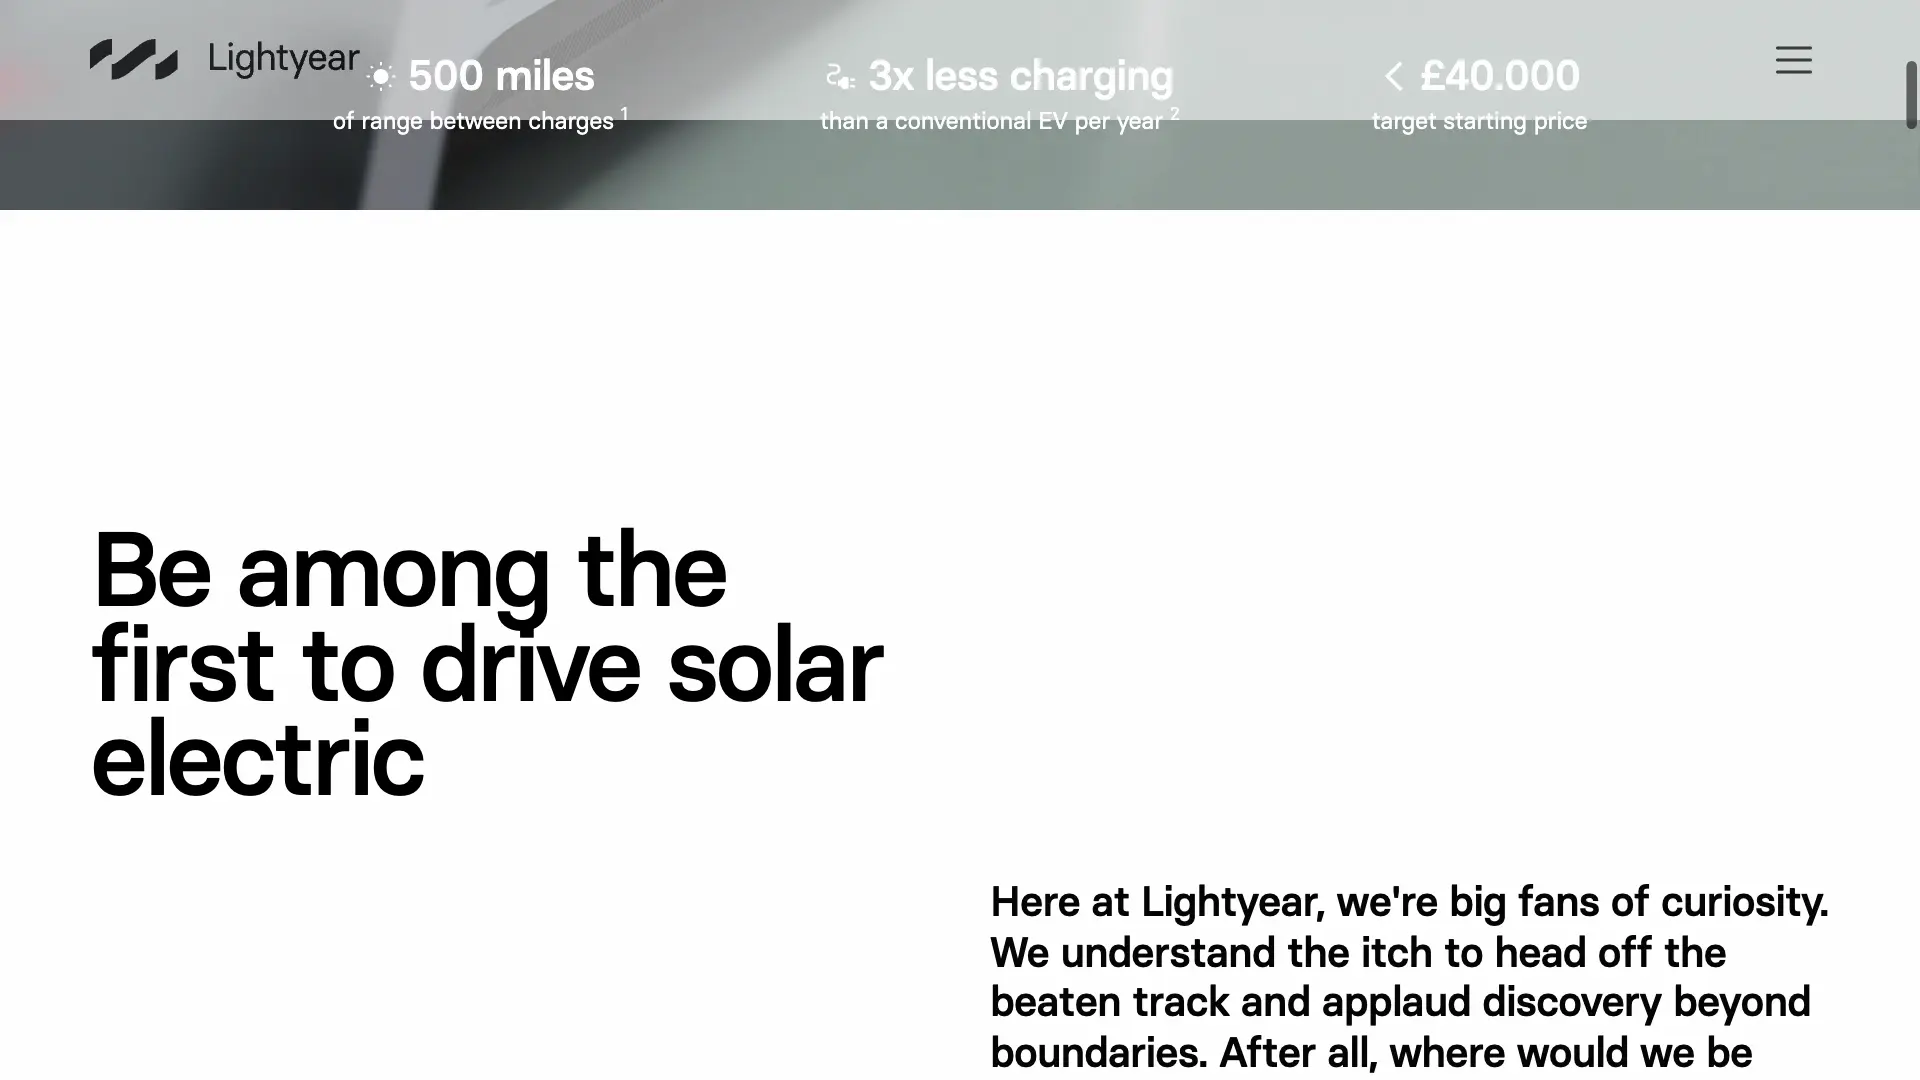 Lightyear
500 miles
of range between charges 1
3x less charging
than a conventional EV per year 2
< £40.000
target starting price
Be among the
first to drive solar
electric
Here at Lightyear, we're big fans of curiosity.
We understand the itch to head off the
beaten track and applaud discovery beyond
boundaries. After all, where would we be